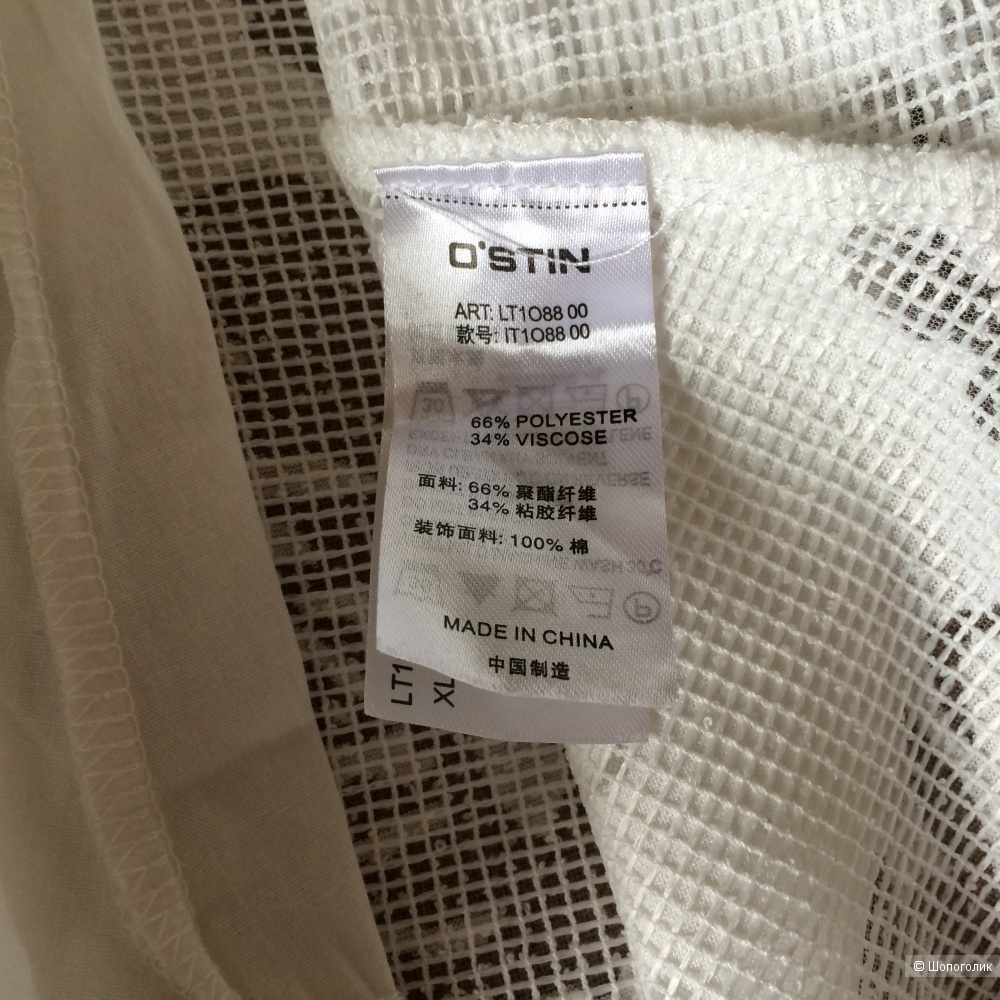 O'STIN
ART: LT1O88 00
款号: IT1O88 00
30
P
66% POLYESTER
34% VISCOSE
面料: 66% 聚酯纤维
34% 粘胶纤维
装饰面料: 100% 棉
P
MADE IN CHINA
中国制造
LT1
XL
© Шопоголик